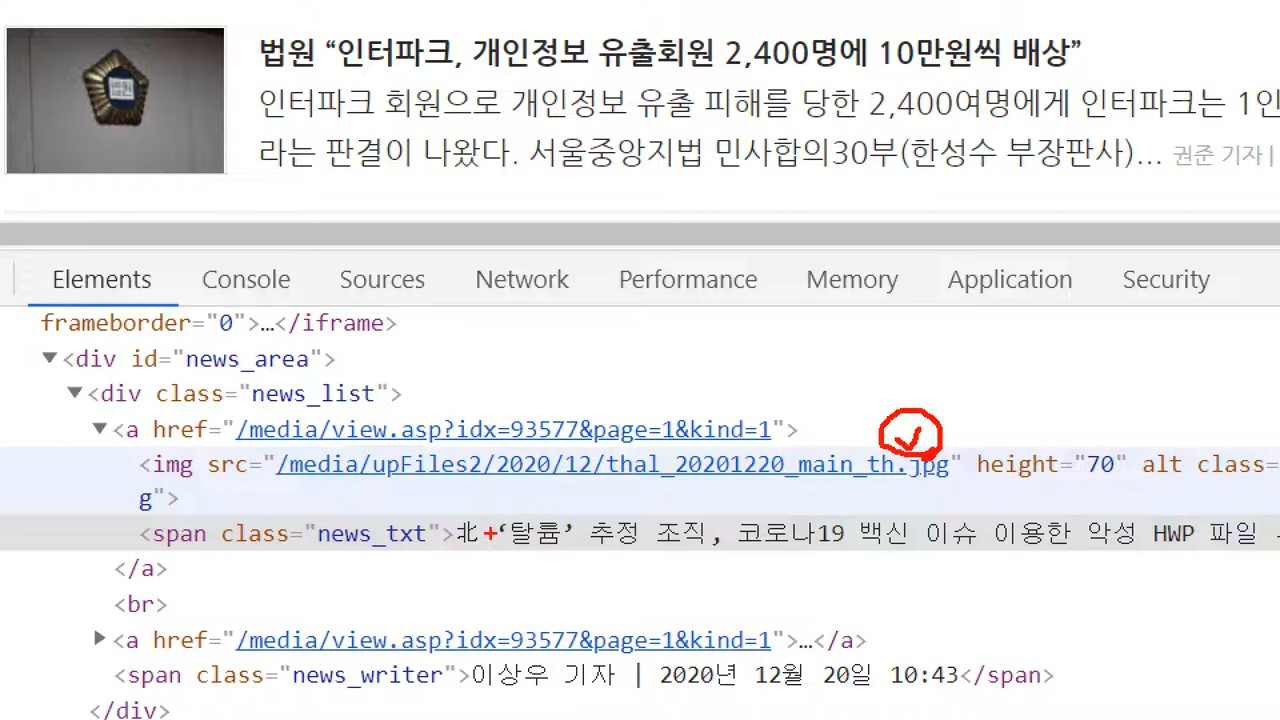 법원 “인터파크, 개인정보 유출회원 2,400명에 10만원씩 배상”
인터파크 회원으로 개인정보 유출 피해를 당한 2,400여명에게 인터파크는 1인
라는 판결이 나왔다. 서울중앙지법 민사합의30부(한성수 부장판사)... 권준 기자 |
Elements Console Sources Network Performance Memory Application Security
frameborder="0">…</iframe>
▼<div id="news_area">
▼<div class="news_list">
▼<a href="/media/view.asp?idx=93577&page=1&kind=1">
<img src="/media/upFiles2/2020/12/thal_20201220_main_th.jpg" height="70" alt class=
g">
<span class="news_txt">北 ‘탈륨’ 추정 조직, 코로나19 백신 이슈 이용한 악성 HWP 파일
</a>
<br>
▶<a href="/media/view.asp?idx=93577&page=1&kind=1">…</a>
<span class="news_writer">이상우 기자 | 2020년 12월 20일 10:43</span>
</div>